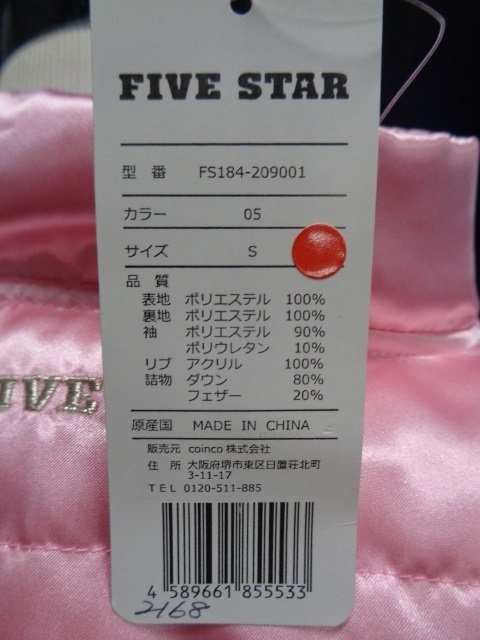 FIVE STAR
型番 FS184-209001
カラー 05
サイズ S
品質
表地 ポリエステル 100%
裏地 ポリエステル 100%
袖 ポリエステル 90%
ポリウレタン 10%
リブ アクリル 100%
詰物 ダウン 80%
フェザー 20%
原産国 MADE IN CHINA
販売元 coinco 株式会社
住所 大阪府堺市東区日置荘北町
3-11-17
TEL 0120-511-885
4 589661 855533
2168
IVE